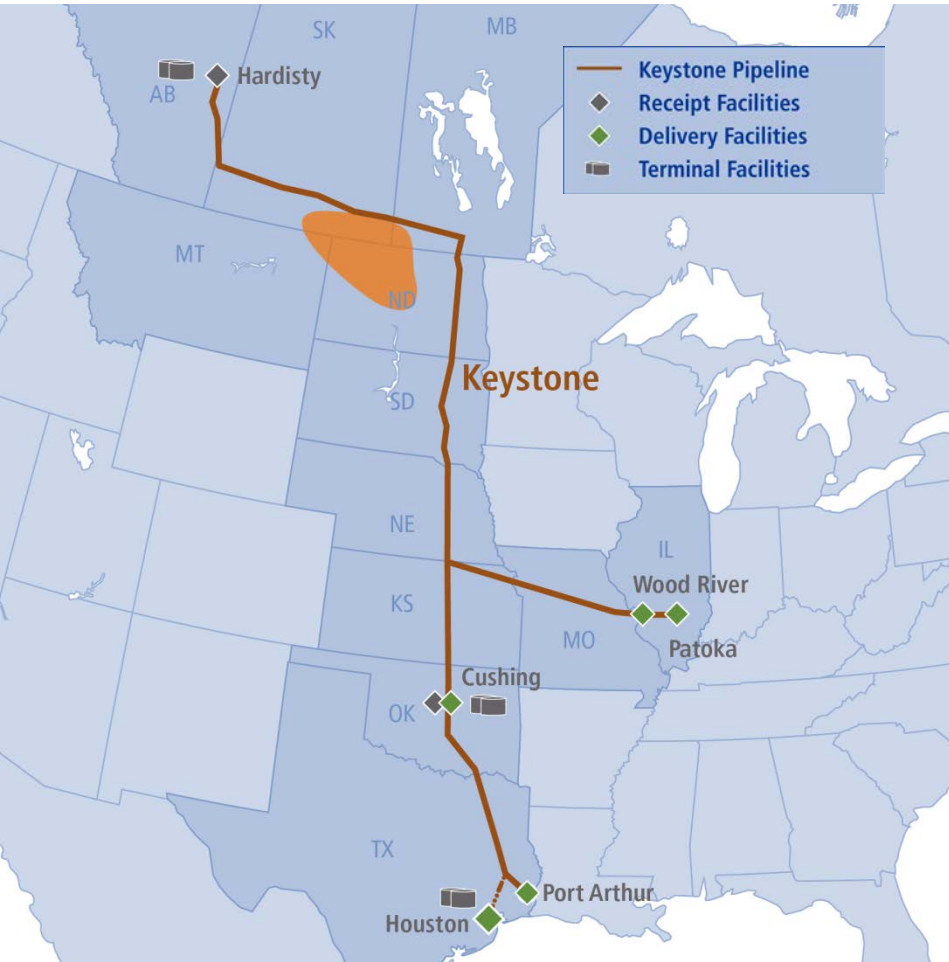 SK
MB
Keystone Pipeline
Receipt Facilities
Delivery Facilities
Terminal Facilities
Hardisty
AB
MT
ND
Keystone
SD
NE
IL
Wood River
KS
MO
Patoka
Cushing
OK
TX
Port Arthur
Houston